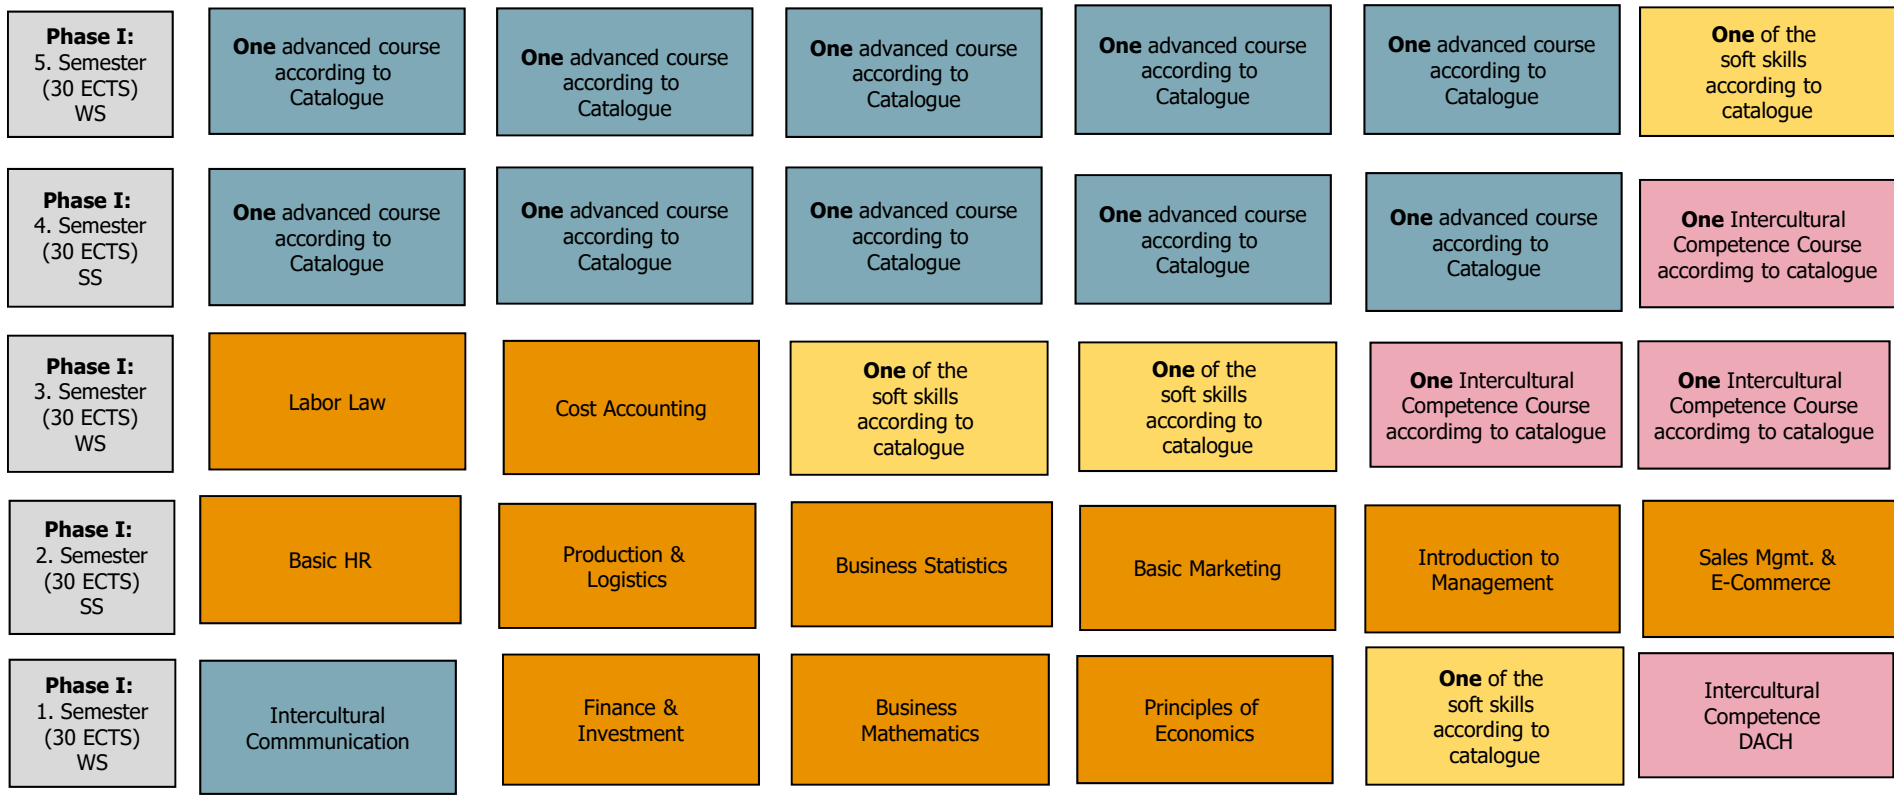 Phase I:
5. Semester
(30 ECTS)
WS
One advanced course
according to
Catalogue
One advanced course
according to
Catalogue
One advanced course
according to
Catalogue
One advanced course
according to
Catalogue
One advanced course
according to
Catalogue
One of the
soft skills
according to
catalogue
Phase I:
4. Semester
(30 ECTS)
SS
One advanced course
according to
Catalogue
One advanced course
according to
Catalogue
One advanced course
according to
Catalogue
One advanced course
according to
Catalogue
One advanced course
according to
Catalogue
One Intercultural
Competence Course
accordimg to catalogue
Phase I:
3. Semester
(30 ECTS)
WS
Labor Law
Cost Accounting
One of the
soft skills
according to
catalogue
One of the
soft skills
according to
catalogue
One Intercultural
Competence Course
accordimg to catalogue
One Intercultural
Competence Course
accordimg to catalogue
Phase I:
2. Semester
(30 ECTS)
SS
Basic HR
Production &
Logistics
Business Statistics
Basic Marketing
Introduction to
Management
Sales Mgmt. &
E-Commerce
Phase I:
1. Semester
(30 ECTS)
WS
Intercultural
Commmunication
Finance &
Investment
Business
Mathematics
Principles of
Economics
One of the
soft skills
according to
catalogue
Intercultural
Competence
DACH